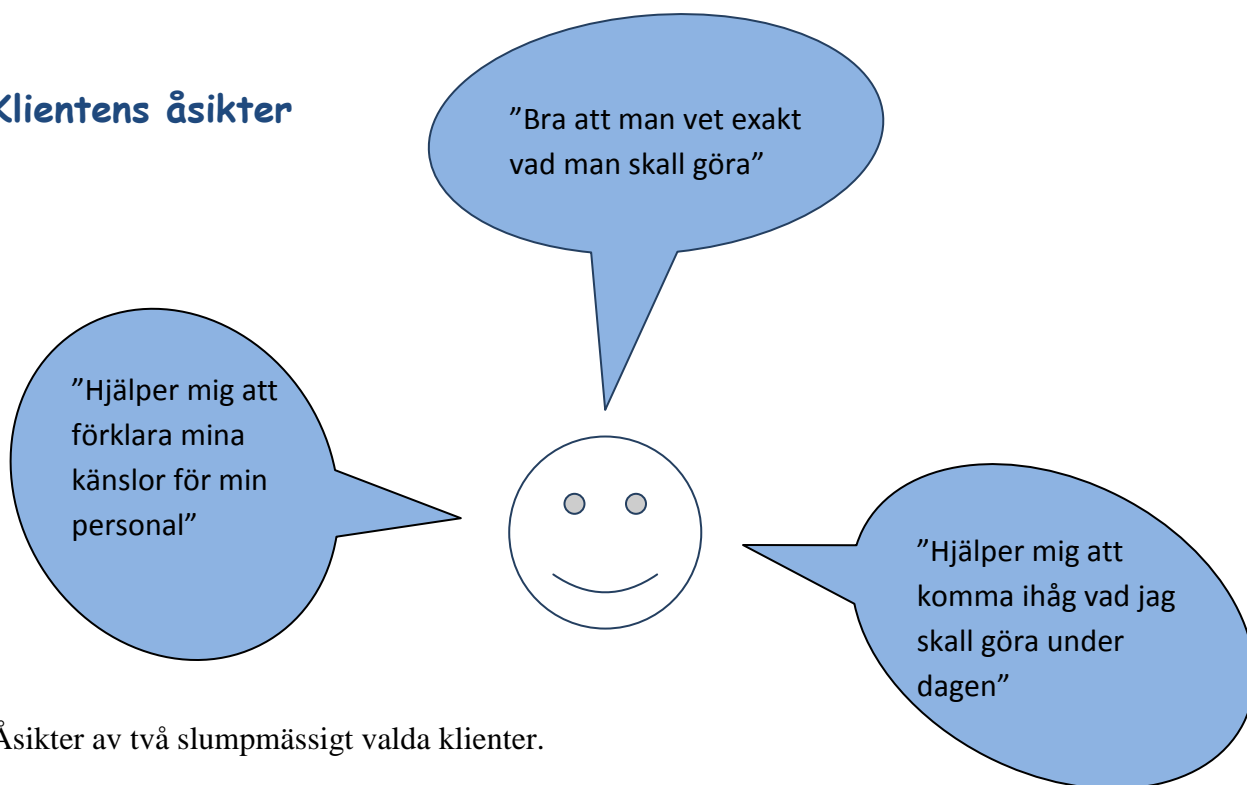 Klientens åsikter
”Bra att man vet exakt
vad man skall göra”
”Hjälper mig att
förklara mina
känslor för min
personal”
”Hjälper mig att
komma ihåg vad jag
skall göra under
dagen”
Åsikter av två slumpmässigt valda klienter.